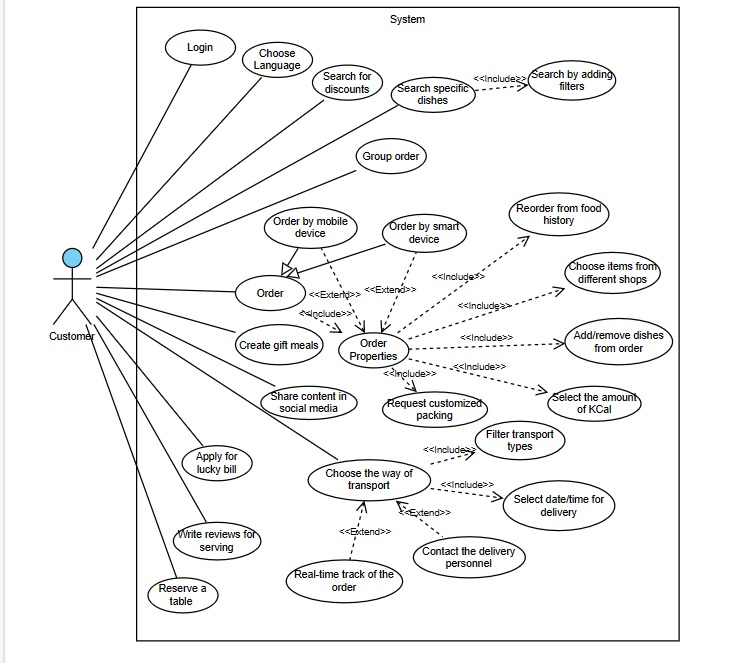 System
Login
Choose
Language
Search for
discounts
Search specific
dishes
<<Include>>
Search by adding
filters
Group order
Order by mobile
device
Order by smart
device
Reorder from food
history
<<Include>>
Choose items from
different shops
Order
<<Extend>>
<<Extend>>
<<Include>>
<<Include>>
Customer
Create gift meals
Order
Properties
<<Include>>
Add/remove dishes
from order
<<Include>>
<<Include>>
Share content in
social media
Request customized
packing
Select the amount
of KCal
Filter transport
types
<<Include>>
Apply for
lucky bill
Choose the way of
transport
<<Include>>
Select date/time for
delivery
<<Extend>>
<<Extend>>
Write reviews for
serving
Contact the delivery
personnel
Real-time track of the
order
Reserve a
table